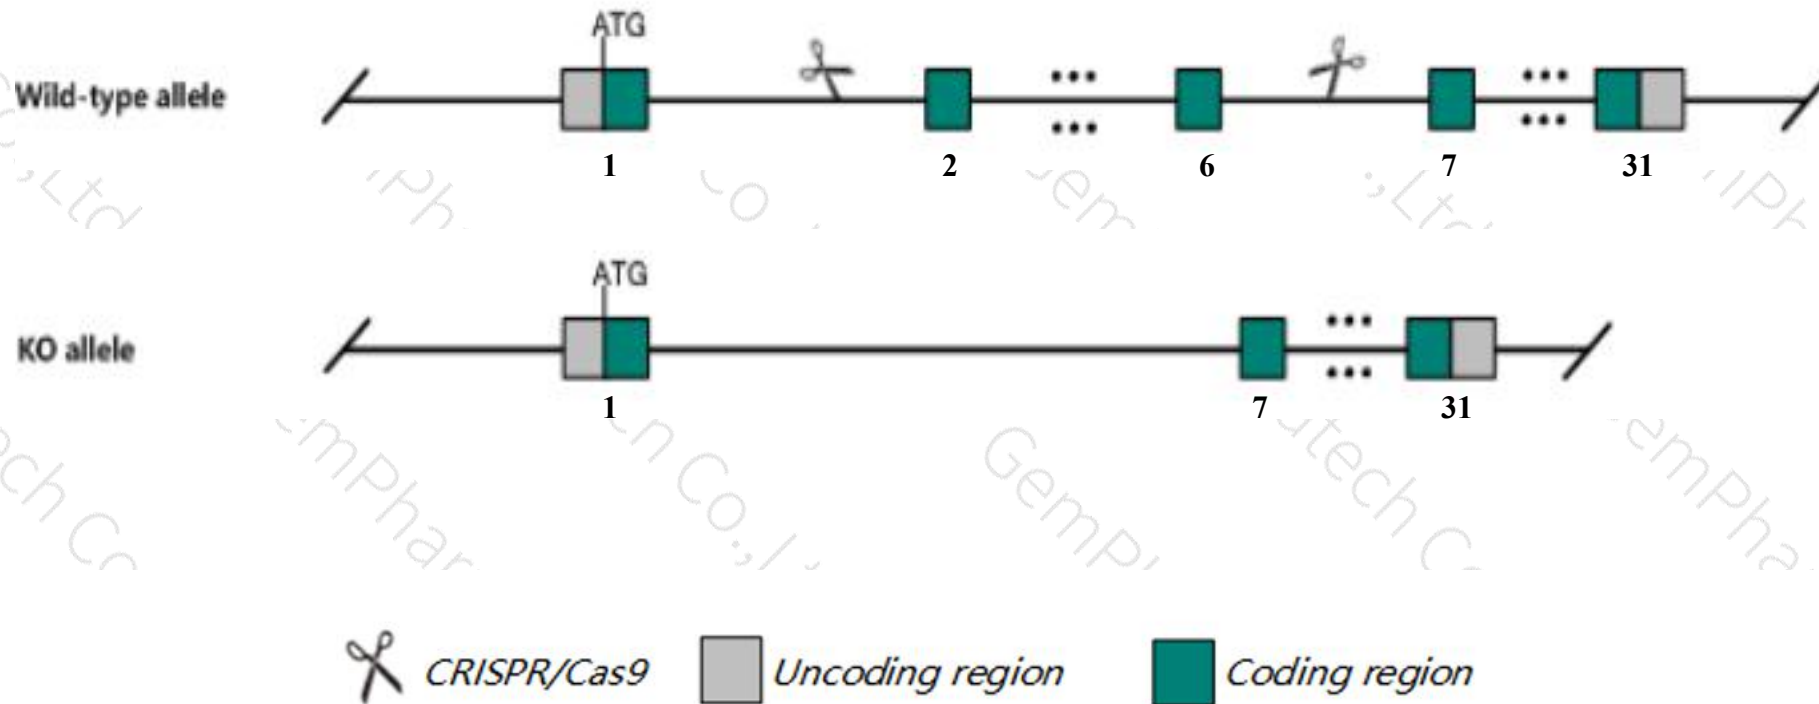 ATG
Wild-type allele
1 2 6 7 31
ATG
KO allele
1 7 31
CRISPR/Cas9 Uncoding region Coding region